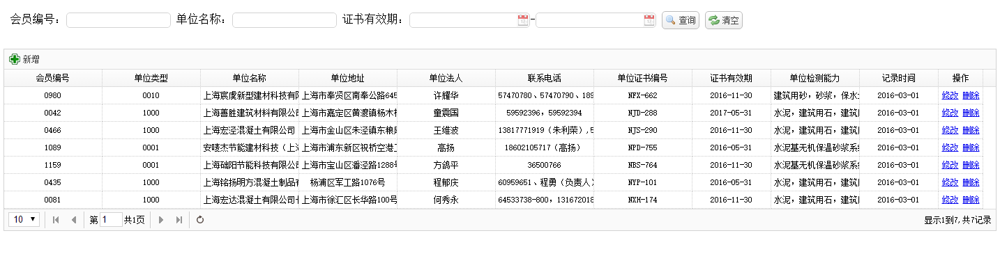 会员编号: 单位名称: 证书有效期: - 查询 清空
新增
会员编号 单位类型 单位名称 单位地址 单位法人 联系电话 单位证书编号 证书有效期 单位检测能力 记录时间 操作
0980 0010 上海宸虞新型建材科技有限 上海市奉贤区南奉公路645 许耀华 57470780、57470790、189 NFX-662 2016-11-30 建筑用砂，砂浆，保水 2016-03-01 修改 删除
0042 1000 上海善胜建筑材料有限公司 上海市嘉定区黄渡镇杨木 童震国 59592396，59592394 NJD-288 2017-05-31 水泥，建筑用石，建筑 2016-03-01 修改 删除
0466 1000 上海宏泾混凝土有限公司 上海市金山区朱泾镇东粮 王维波 13817771919（朱利荣）,5 NJS-290 2016-11-30 水泥，建筑用石，建筑 2016-03-01 修改 删除
1089 0001 安唛杰节能建材科技（上海 上海市浦东新区祝桥空港工 高扬 18602105717（高扬） NPD-755 2016-05-31 水泥基无机保温砂浆系 2016-03-01 修改 删除
1159 0001 上海础阳节能科技有限公司 上海市宝山区潘泾路1288号 方鸽平 36500766 NBS-764 2016-11-30 水泥基无机保温砂浆系 2016-03-01 修改 删除
0435 1000 上海铭扬明方混凝土制品有 杨浦区军工路1076号 程郁庆 60959651、程勇（负责人） NYP-101 2016-05-31 水泥，建筑用石，建筑 2016-03-01 修改 删除
0081 1000 上海宏达混凝土有限公司 上海市徐汇区长华路100号 何秀永 64533738-800，131672018 NXH-174 2016-11-30 水泥，建筑用石，建筑 2016-03-01 修改 删除
10 第 1 共1页 显示1到7,共7记录